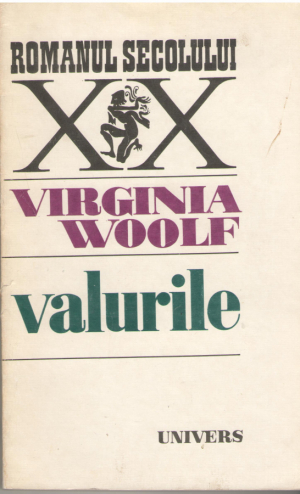 ROMANUL SECOLULUI
XX
VIRGINIA
WOOLF
valurile
UNIVERS